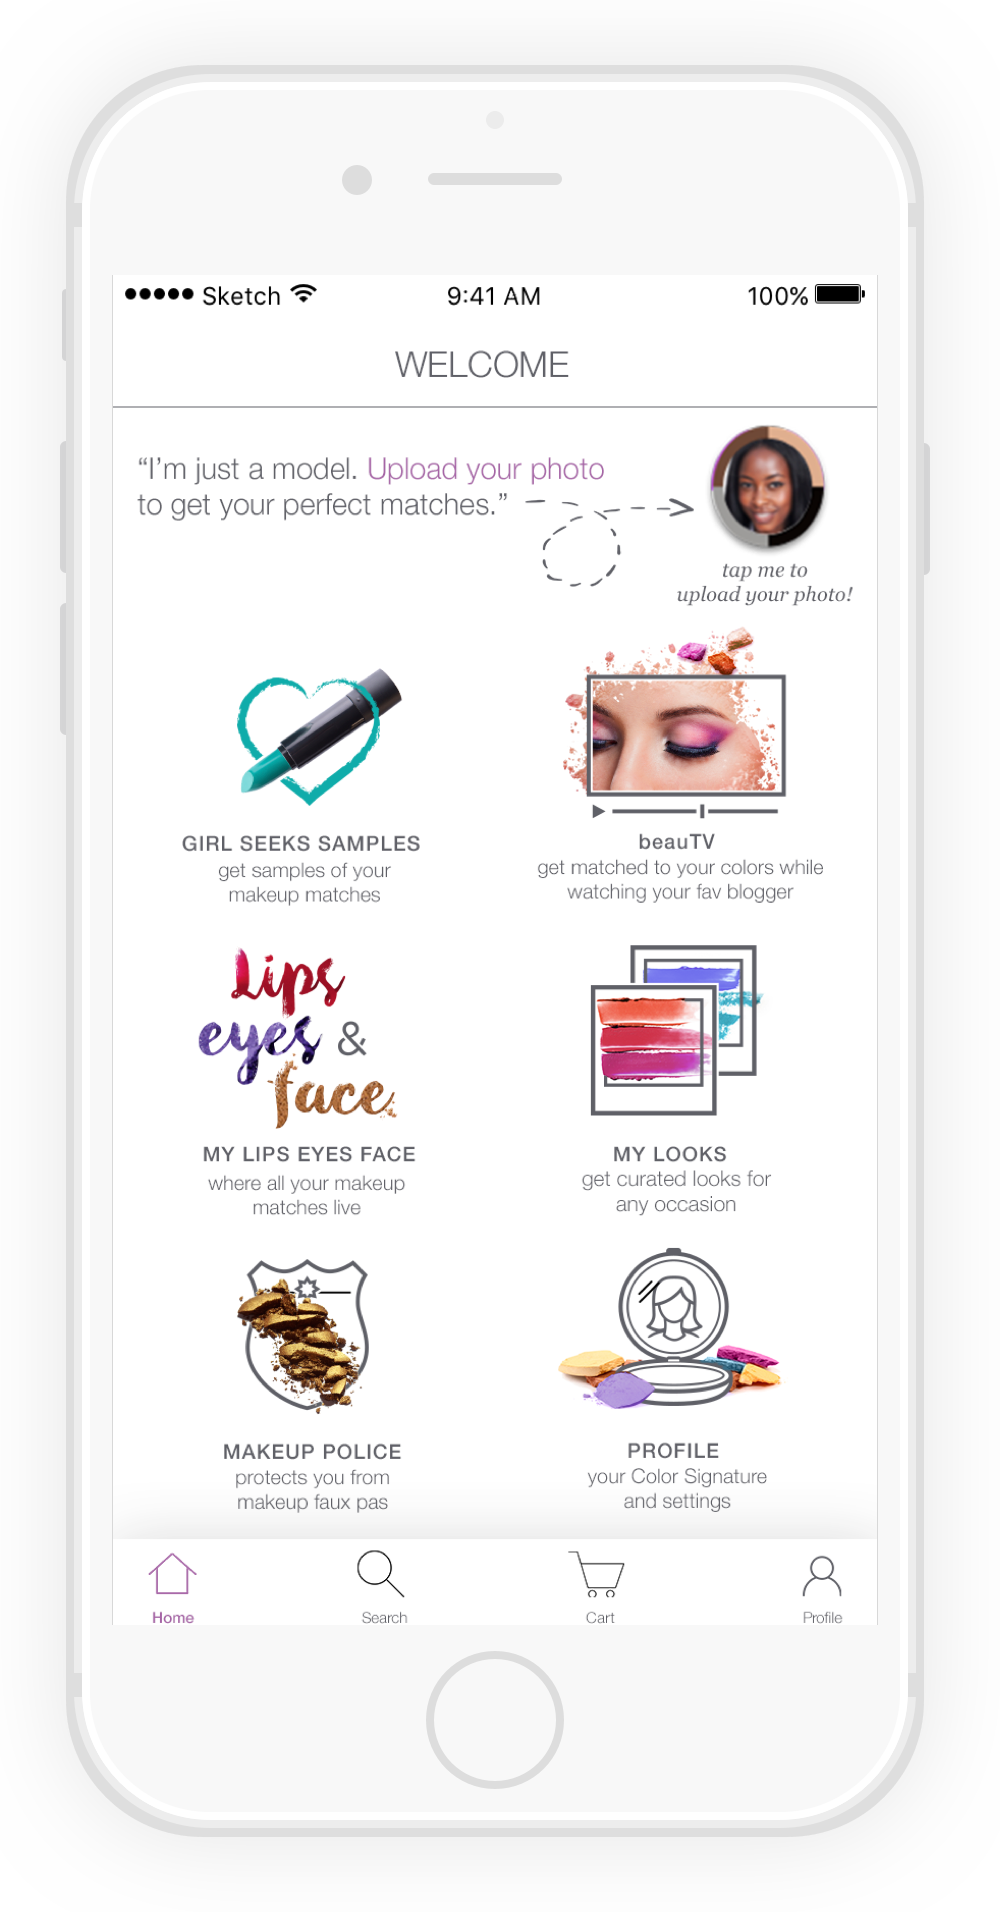 Sketch 9:41 AM 100%
WELCOME
“I’m just a model. Upload your photo
to get your perfect matches.”
tap me to
upload your photo!
GIRL SEEKS SAMPLES
get samples of your
makeup matches
beauTV
get matched to your colors while
watching your fav blogger
Lips
eyes &
face
MY LIPS EYES FACE
where all your makeup
matches live
MY LOOKS
get curated looks for
any occasion
MAKEUP POLICE
protects you from
makeup faux pas
PROFILE
your Color Signature
and settings
Home Search Cart Profile